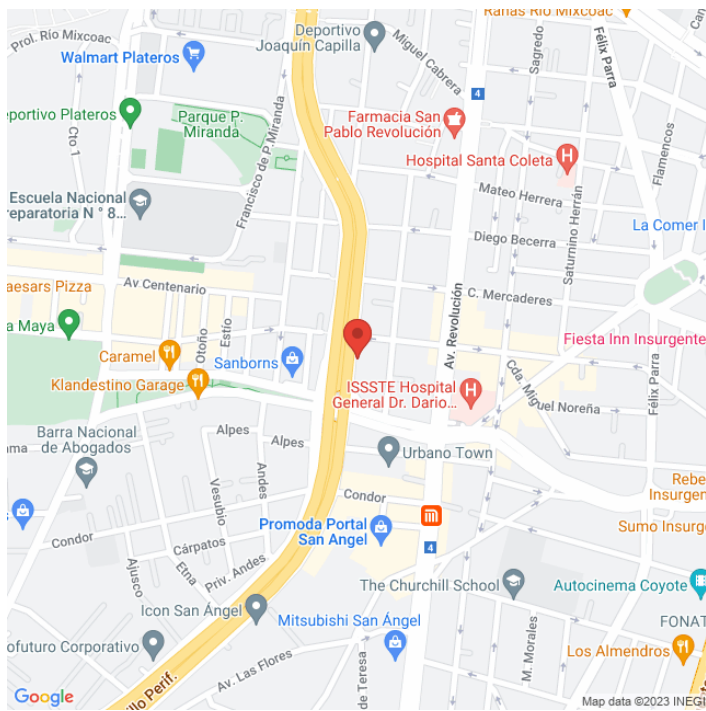 Ranas Río Mixcoac
Prol. Río Mixcoac
Deportivo
Joaquín Capilla
Miguel Cabrera
Sagredo
Félix Parra
Walmart Plateros
4
eportivo Plateros
Parque P.
Miranda
Farmacia San
Pablo Revolución
Hospital Santa Coleta
Flamencos
Cto 1
Francisco de P. Miranda
Escuela Nacional
reparatoria N ° 8...
Mateo Herrera
Saturnino Herrán
La Comer I
Diego Becerra
aesars Pizza
Av Centenario
C. Mercaderes
a Maya
Otoño
Estío
Av. Revolución
Fiesta Inn Insurgente
Caramel
Sanborns
Klandestino Garage
ISSSTE Hospital
General Dr. Dario...
Cda. Miguel Noreña
Félix Parra
Barra Nacional
de Abogados
Alpes
Alpes
Urbano Town
ama
Vesubio
Andes
Condor
Rebe
Insurgen
Promoda Portal
San Angel
Sumo Insurg
Condor
Cárpatos
4
Ajusco
Etna
Priv. Andes
The Churchill School
Autocinema Coyote
Icon San Ángel
Mitsubishi San Ángel
FONAT
ofuturo Corporativo
M. Morales
Los Almendros
Av. Las Flores
de Teresa
illo Perif.
Google
Map data ©2023 INEGI